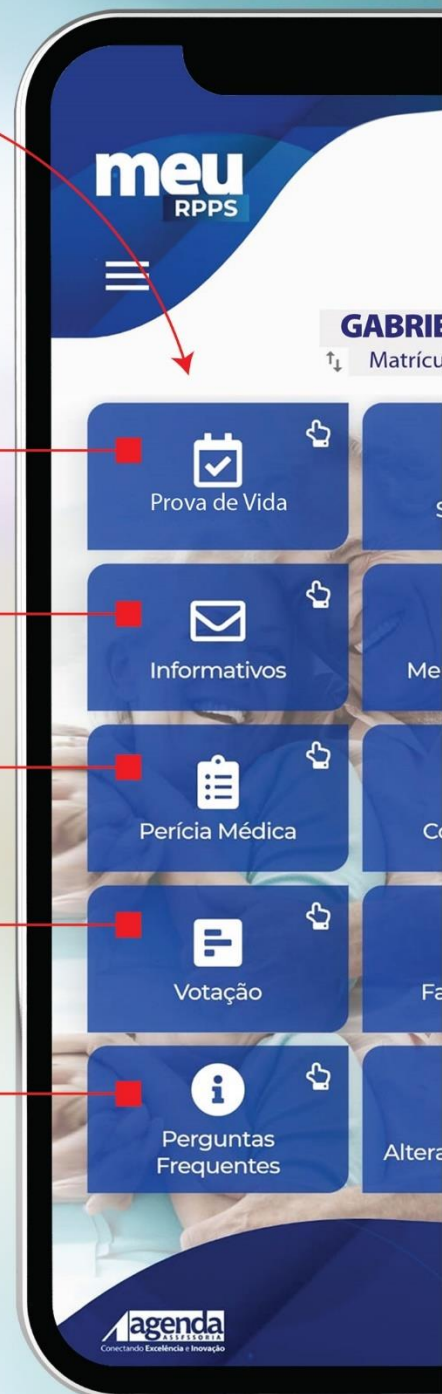 meu
RPPS
GABRIE
Matrícu
Prova de Vida
S
Informativos
Me
Perícia Médica
Co
Votação
Fa
Perguntas
Frequentes
Altera
agenda
ASSESSORIA
Conectando Excelência e Inovação